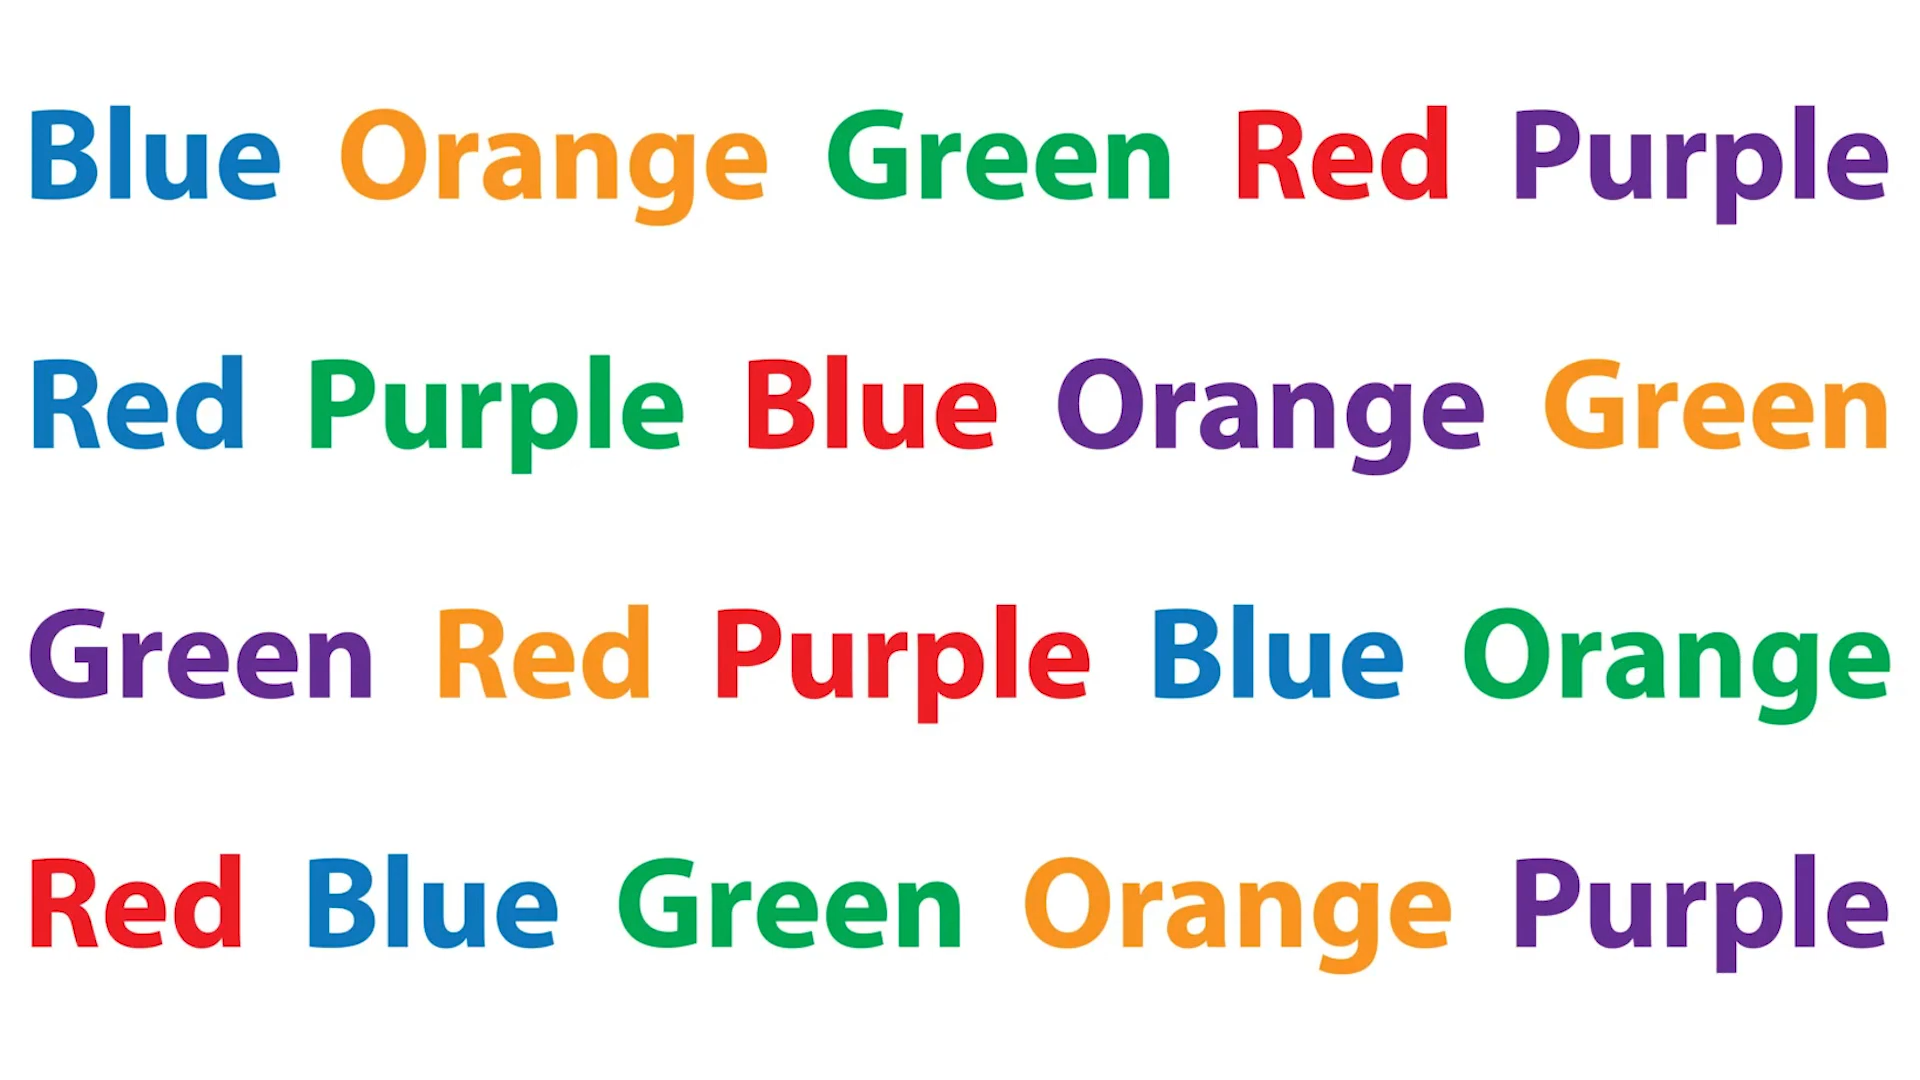 Blue Orange Green Red Purple
Red Purple Blue Orange Green
Green Red Purple Blue Orange
Red Blue Green Orange Purple